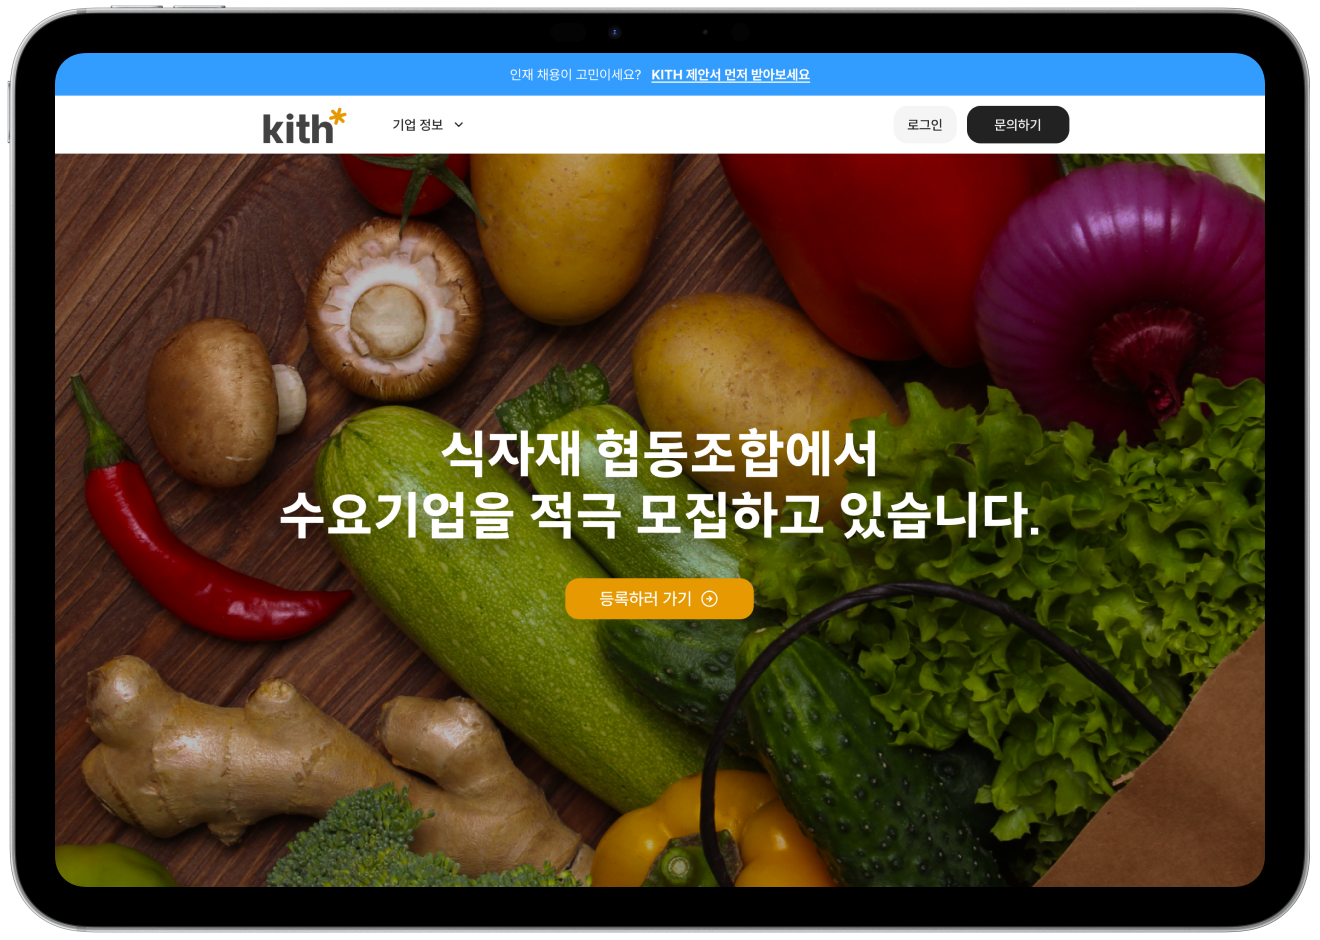 인재 채용이 고민이세요? KITH 제안서 먼저 받아보세요
kith*
기업 정보
로그인
문의하기
식자재 협동조합에서
수요기업을 적극 모집하고 있습니다.
등록하러 가기